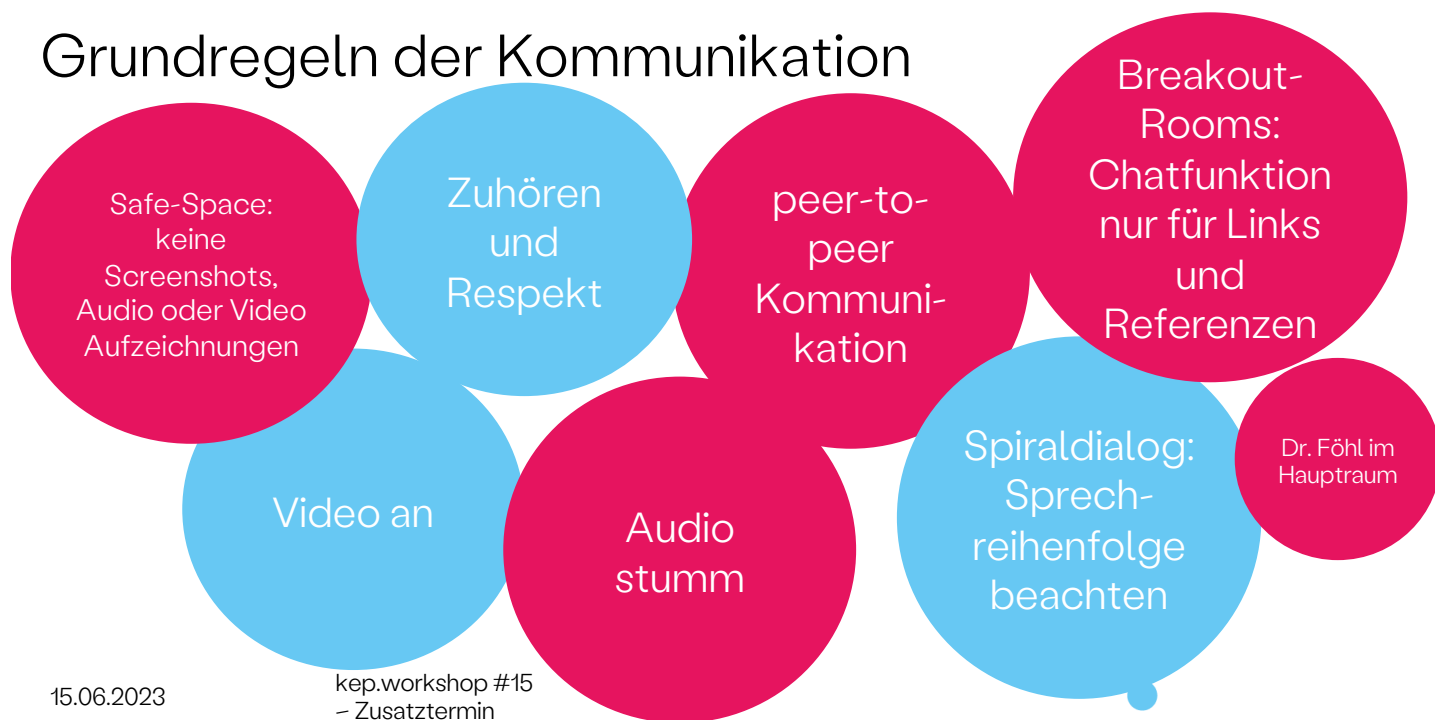 Grundregeln der Kommunikation
Safe-Space:
keine
Screenshots,
Audio oder Video
Aufzeichnungen
Zuhören
und
Respekt
peer-to-
peer
Kommuni-
kation
Breakout-
Rooms:
Chatfunktion
nur für Links
und
Referenzen
Video an
Audio
stumm
Spiraldialog:
Sprech-
reihenfolge
beachten
Dr. Föhl im
Hauptraum
15.06.2023
kep.workshop #15
– Zusatztermin